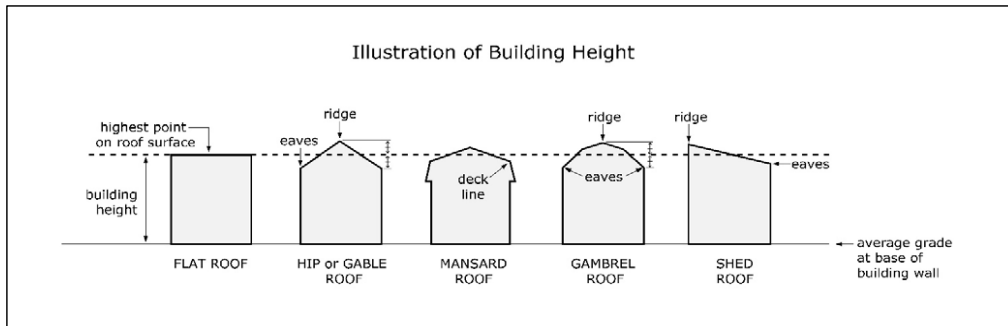 Illustration of Building Height
highest point
on roof surface
building
height
FLAT ROOF
ridge
eaves
HIP or GABLE
ROOF
deck
line
MANSARD
ROOF
ridge
eaves
GAMBREL
ROOF
ridge
eaves
SHED
ROOF
average grade
at base of
building wall